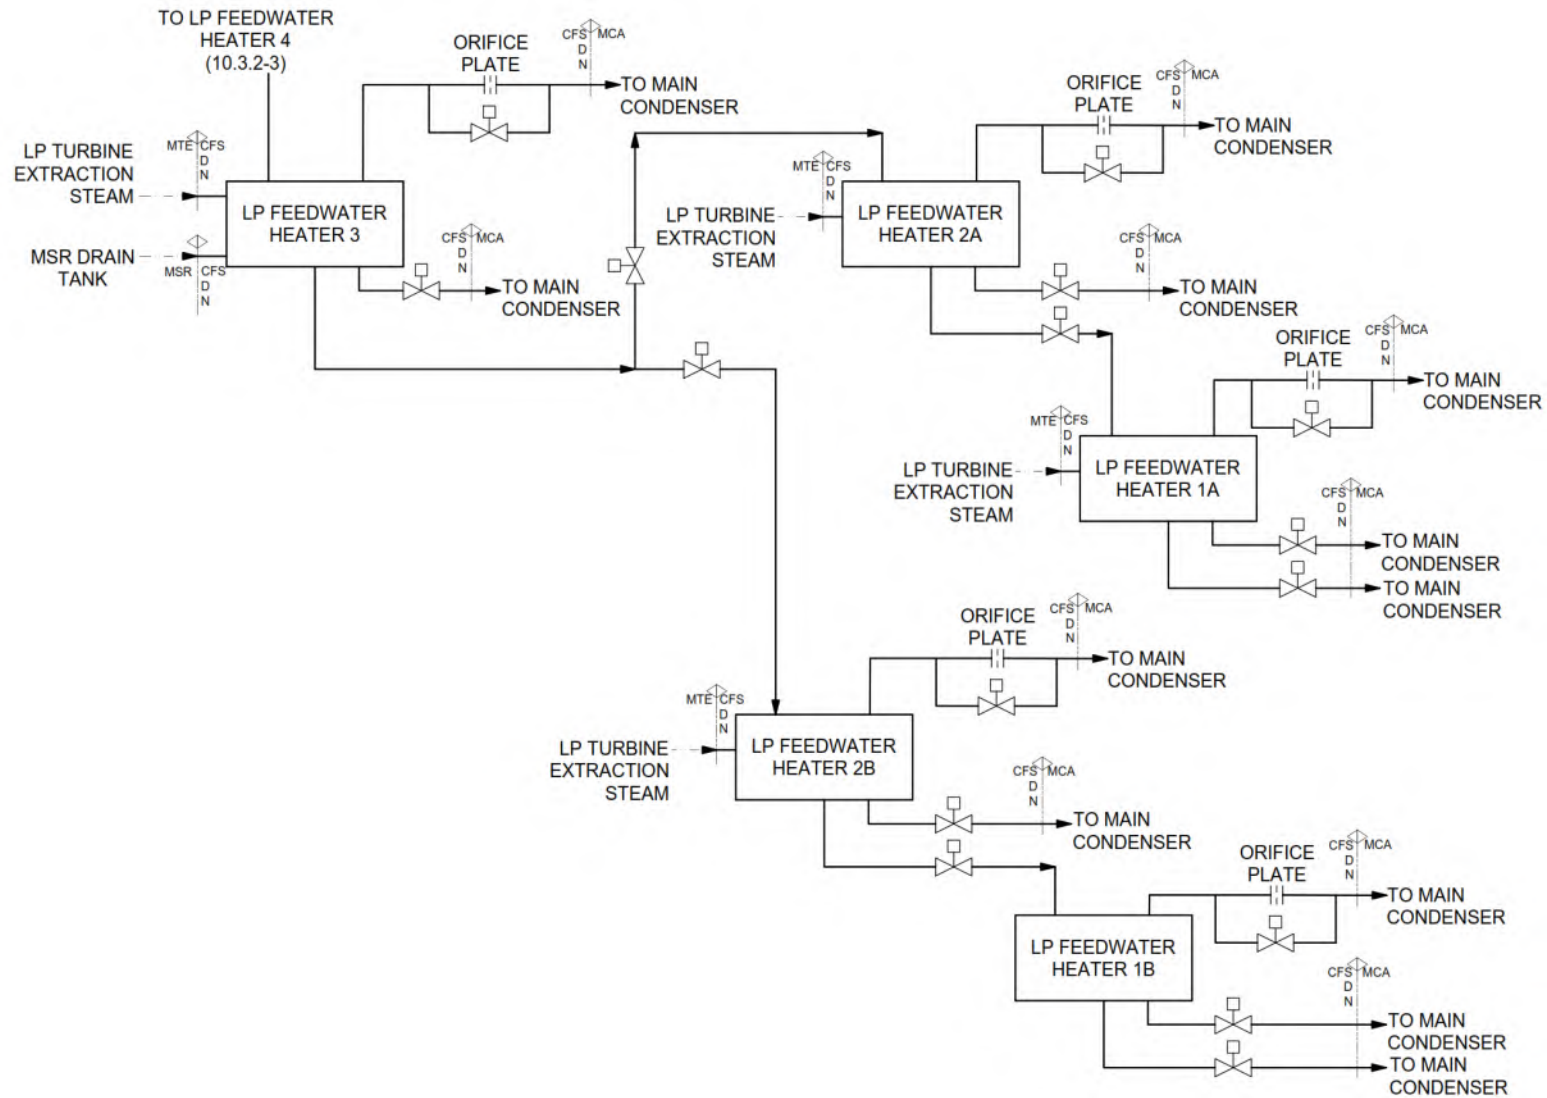 TO LP FEEDWATER
HEATER 4
(10.3.2-3)
ORIFICE
PLATE
CFS MCA
D
N
TO MAIN
CONDENSER
MTE CFS
D
N
LP TURBINE
EXTRACTION
STEAM
LP FEEDWATER
HEATER 3
MSR DRAIN
TANK
MSR CFS
D
N
CFS MCA
D
N
TO MAIN
CONDENSER
ORIFICE
PLATE
CFS MCA
D
N
TO MAIN
CONDENSER
MTE CFS
D
N
LP TURBINE
EXTRACTION
STEAM
LP FEEDWATER
HEATER 2A
CFS MCA
D
N
TO MAIN
CONDENSER
ORIFICE
PLATE
CFS MCA
D
N
TO MAIN
CONDENSER
MTE CFS
D
N
LP TURBINE
EXTRACTION
STEAM
LP FEEDWATER
HEATER 1A
CFS MCA
D
N
TO MAIN
CONDENSER
TO MAIN
CONDENSER
ORIFICE
PLATE
CFS MCA
D
N
TO MAIN
CONDENSER
MTE CFS
D
N
LP TURBINE
EXTRACTION
STEAM
LP FEEDWATER
HEATER 2B
CFS MCA
D
N
TO MAIN
CONDENSER
ORIFICE
PLATE
CFS MCA
D
N
TO MAIN
CONDENSER
LP FEEDWATER
HEATER 1B
CFS MCA
D
N
TO MAIN
CONDENSER
TO MAIN
CONDENSER